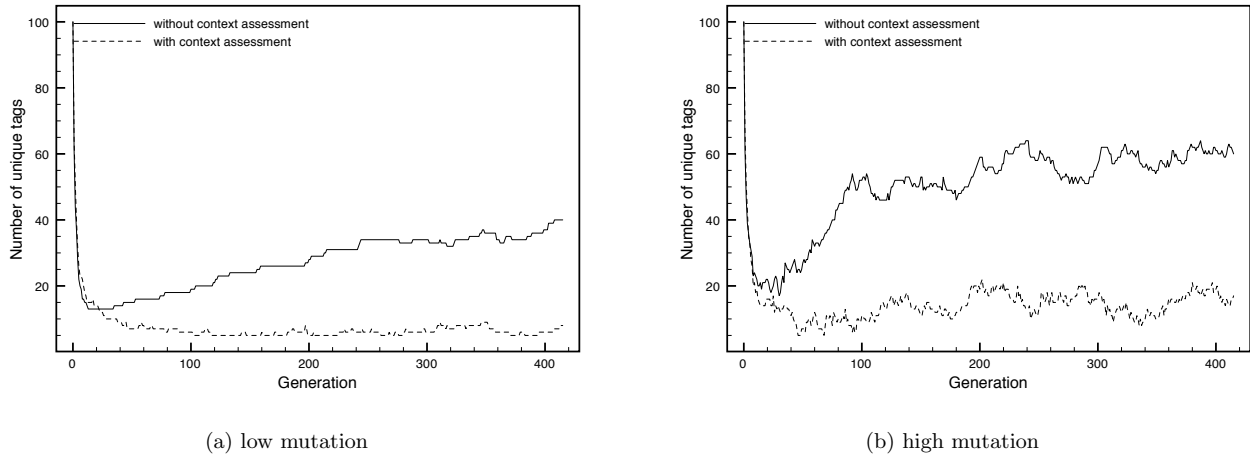 100
80
60
40
20
Number of unique tags
without context assessment
with context assessment
0
100
200
300
400
Generation
(a) low mutation
100
80
60
40
20
Number of unique tags
without context assessment
with context assessment
0
100
200
300
400
Generation
(b) high mutation